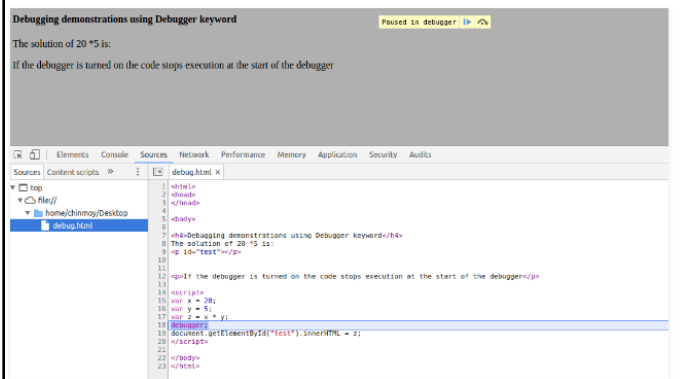 Debugging demonstrations using Debugger keyword
Paused in debugger
The solution of 20 *5 is:
If the debugger is turned on the code stops execution at the start of the debugger
Elements Console Sources Network Performance Memory Application Security Audits
Sources Content scripts » debug.html ×
top
file://
home/chinmoy/Desktop
debug.html
1 <html>
2 <head>
3 </head>
4
5 <body>
6
7 <h4>Debugging demonstrations using Debugger keyword</h4>
8 The solution of 20 *5 is:
9 <p id="test"></p>
10
11
12 <p>If the debugger is turned on the code stops execution at the start of the debugger</p>
13
14 <script>
15 var x = 20;
16 var y = 5;
17 var z = x * y;
18 debugger;
19 document.getElementById("test").innerHTML = z;
20 </script>
21
22 </body>
23 </html>